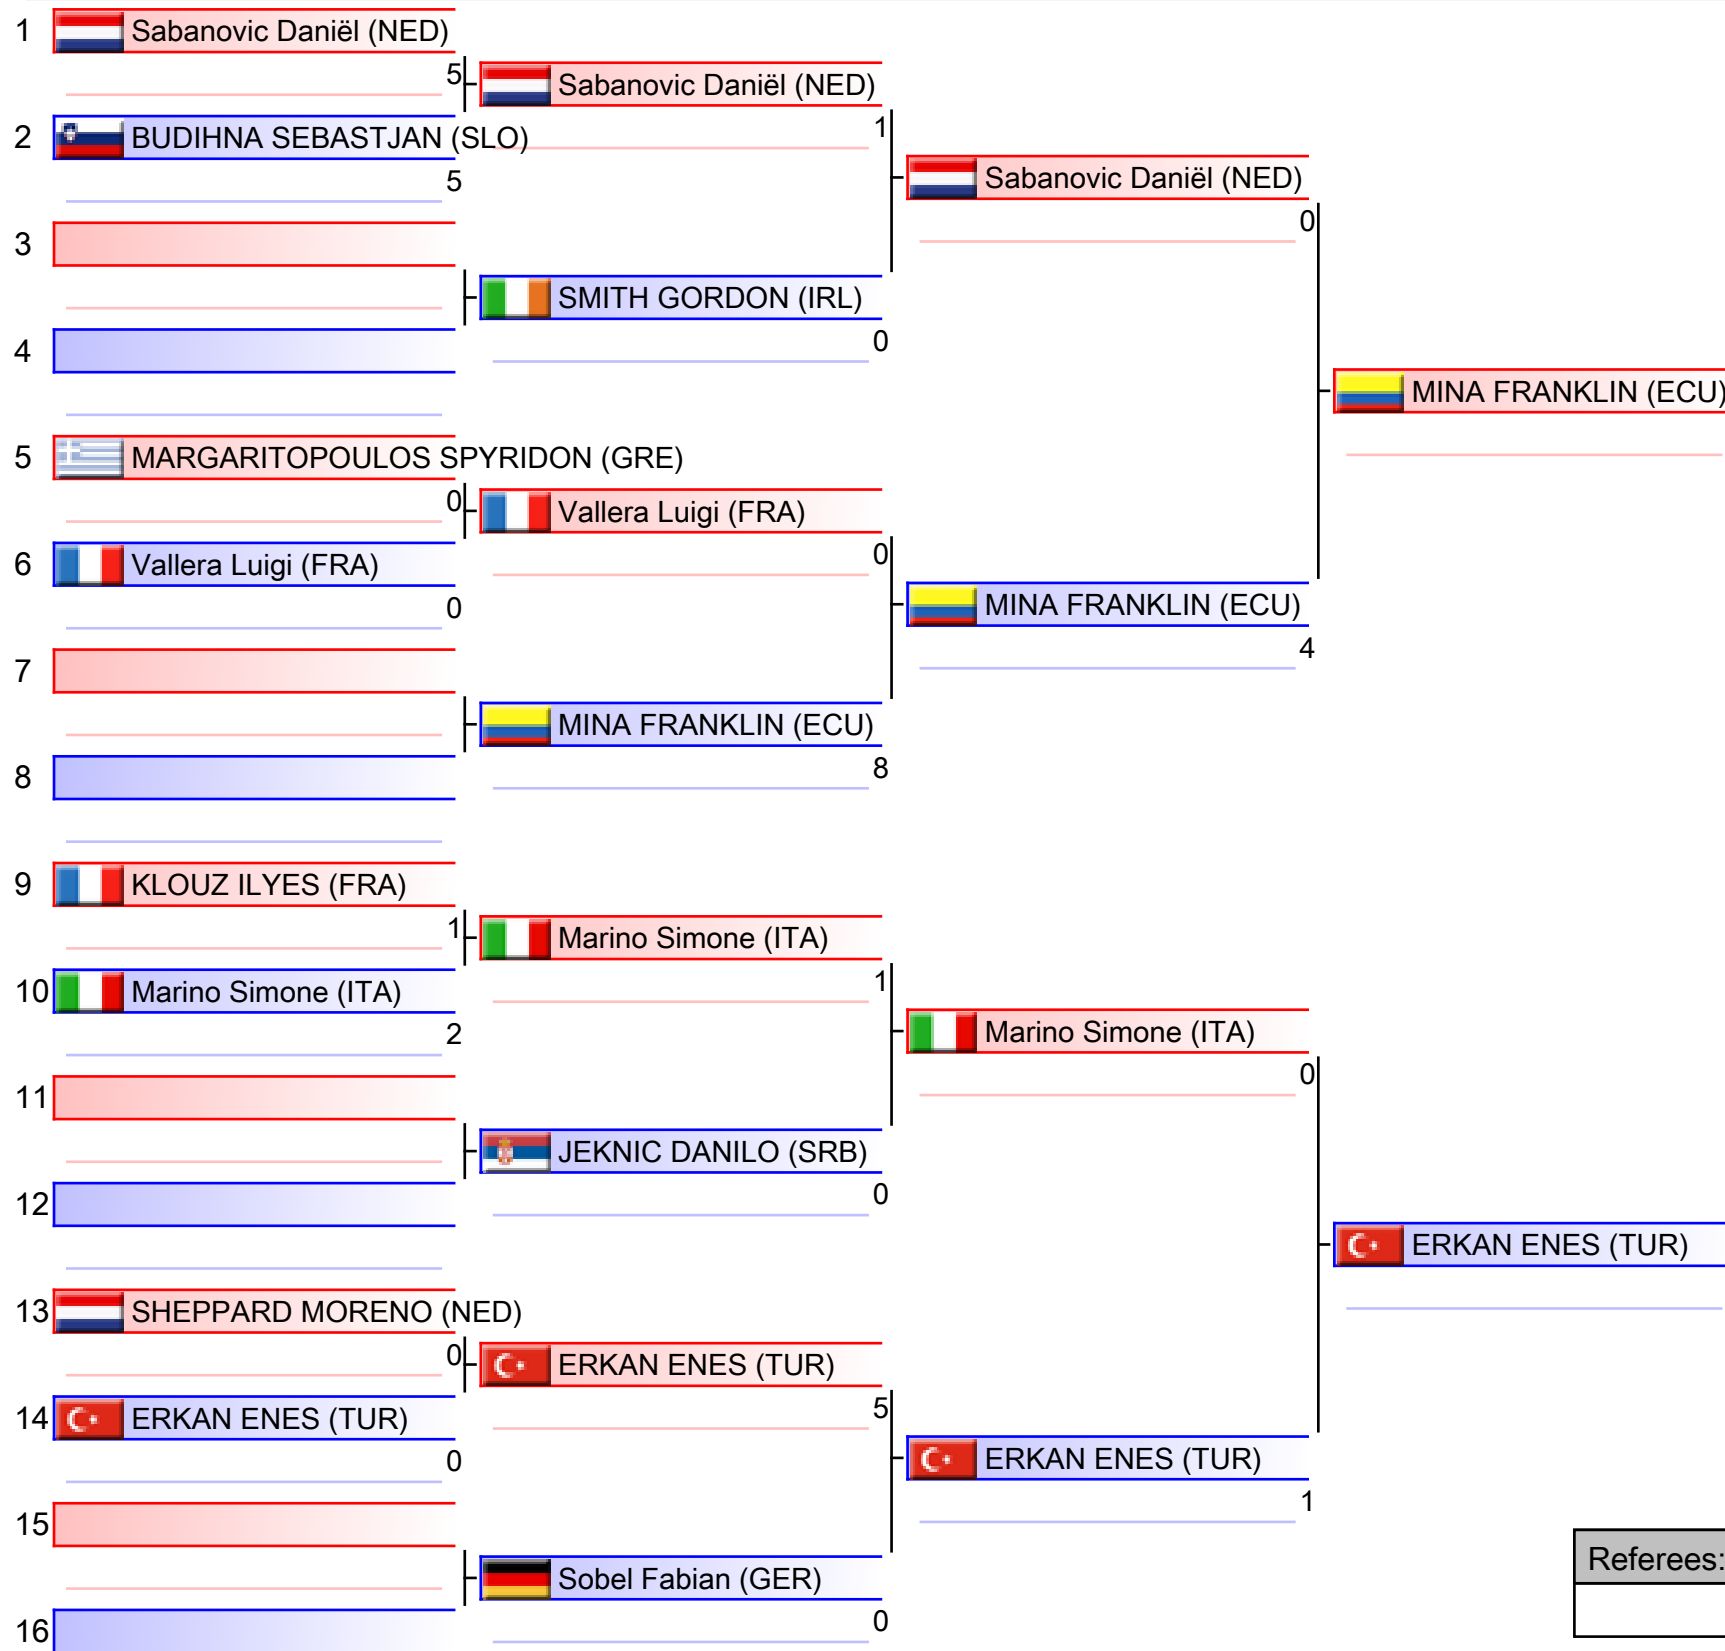 1 Sabanovic Daniël (NED)
5 Sabanovic Daniël (NED)
2 BUDIHNA SEBASTJAN (SLO) 1
Sabanovic Daniël (NED)
5
0
3
SMITH GORDON (IRL)
0
4
MINA FRANKLIN (ECU)
5 MARGARITOPOULOS SPYRIDON (GRE)
0 Vallera Luigi (FRA)
0
6 Vallera Luigi (FRA)
MINA FRANKLIN (ECU)
0
4
7
MINA FRANKLIN (ECU)
8
8
9 KLOUZ ILYES (FRA)
1 Marino Simone (ITA)
1
10 Marino Simone (ITA)
Marino Simone (ITA)
2
0
11
JEKNIC DANILO (SRB)
0
12
ERKAN ENES (TUR)
13 SHEPPARD MORENO (NED)
0 ERKAN ENES (TUR)
5
14 ERKAN ENES (TUR)
ERKAN ENES (TUR)
0
1
15
Referees:
Sobel Fabian (GER)
0
16